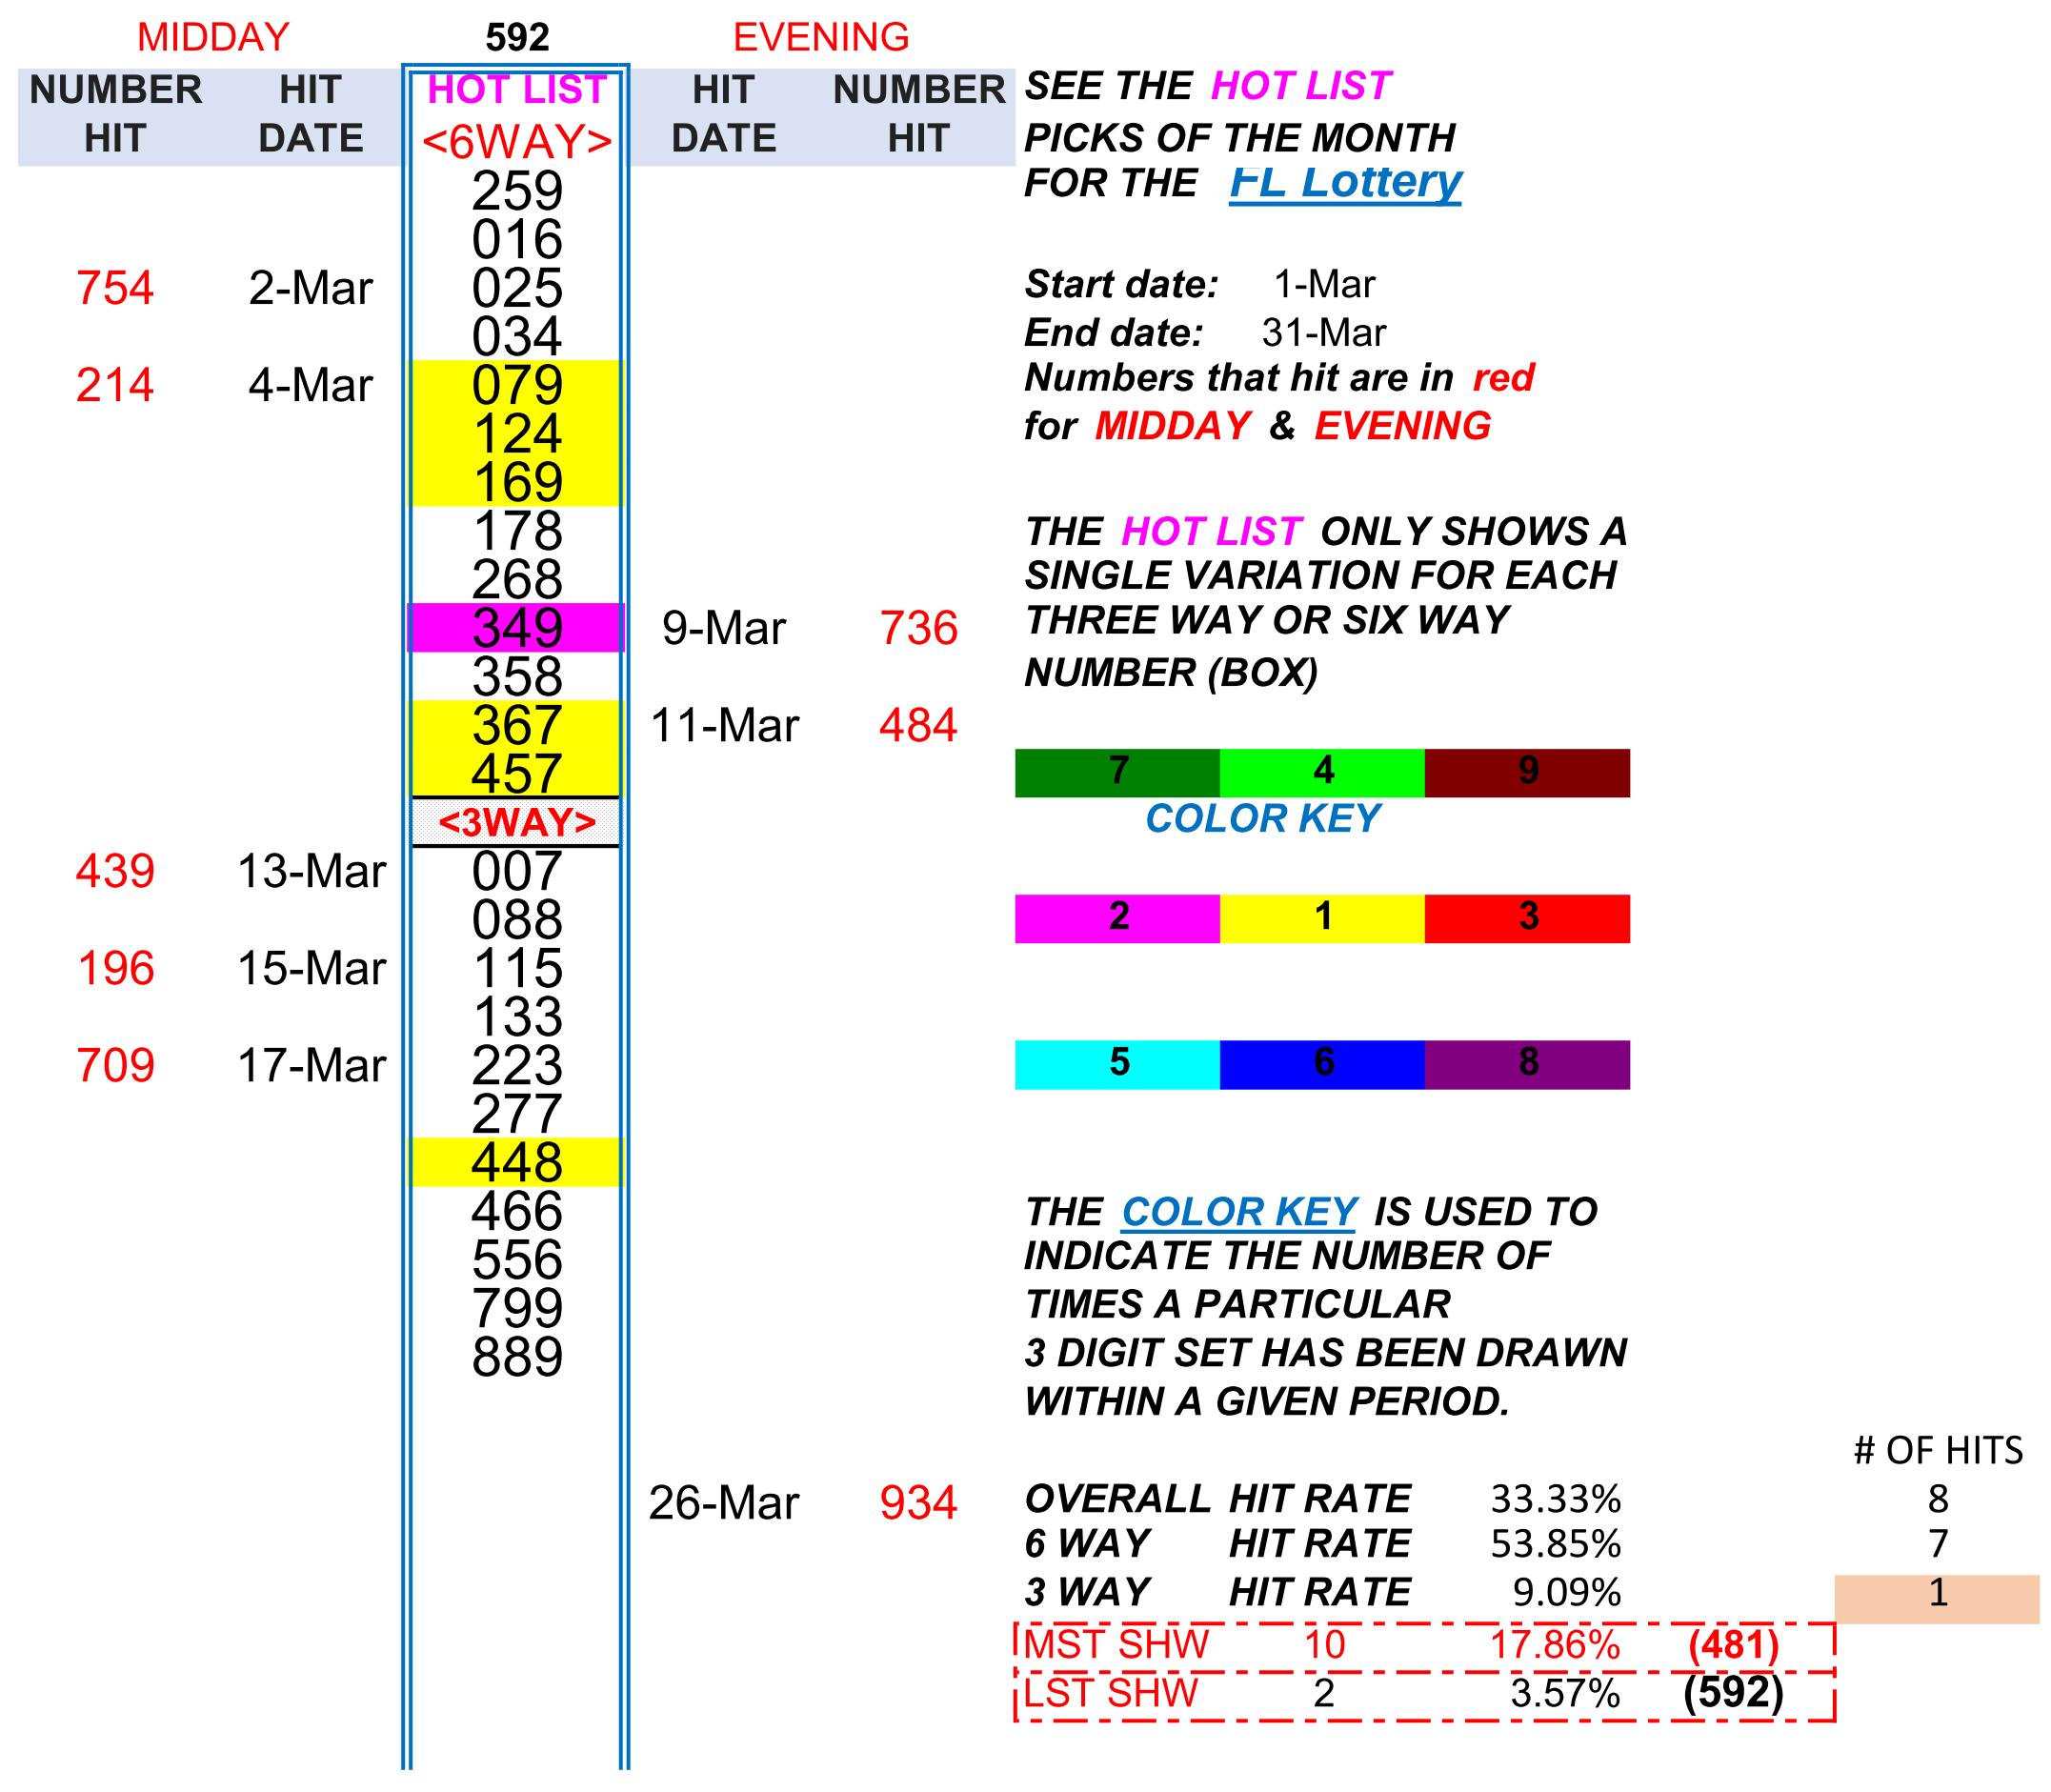 MIDDAY 592 EVENING
NUMBER HIT HOT LIST HIT NUMBER SEE THE HOT LIST
HIT DATE <6WAY> DATE HIT PICKS OF THE MONTH
259 FOR THE FL Lottery
016
754 2-Mar 025 Start date: 1-Mar
034 End date: 31-Mar
214 4-Mar 079 Numbers that hit are in red
124 for MIDDAY & EVENING
169
178 THE HOT LIST ONLY SHOWS A
268 SINGLE VARIATION FOR EACH
349 9-Mar 736 THREE WAY OR SIX WAY
358 NUMBER (BOX)
367 11-Mar 484
457 7 4 9
<3WAY> COLOR KEY
439 13-Mar 007
088 2 1 3
196 15-Mar 115
133
709 17-Mar 223 5 6 8
277
448
466 THE COLOR KEY IS USED TO
556 INDICATE THE NUMBER OF
799 TIMES A PARTICULAR
889 3 DIGIT SET HAS BEEN DRAWN
WITHIN A GIVEN PERIOD.
# OF HITS
26-Mar 934 OVERALL HIT RATE 33.33% 8
6 WAY HIT RATE 53.85% 7
3 WAY HIT RATE 9.09% 1
MST SHW 10 17.86% (481)
LST SHW 2 3.57% (592)